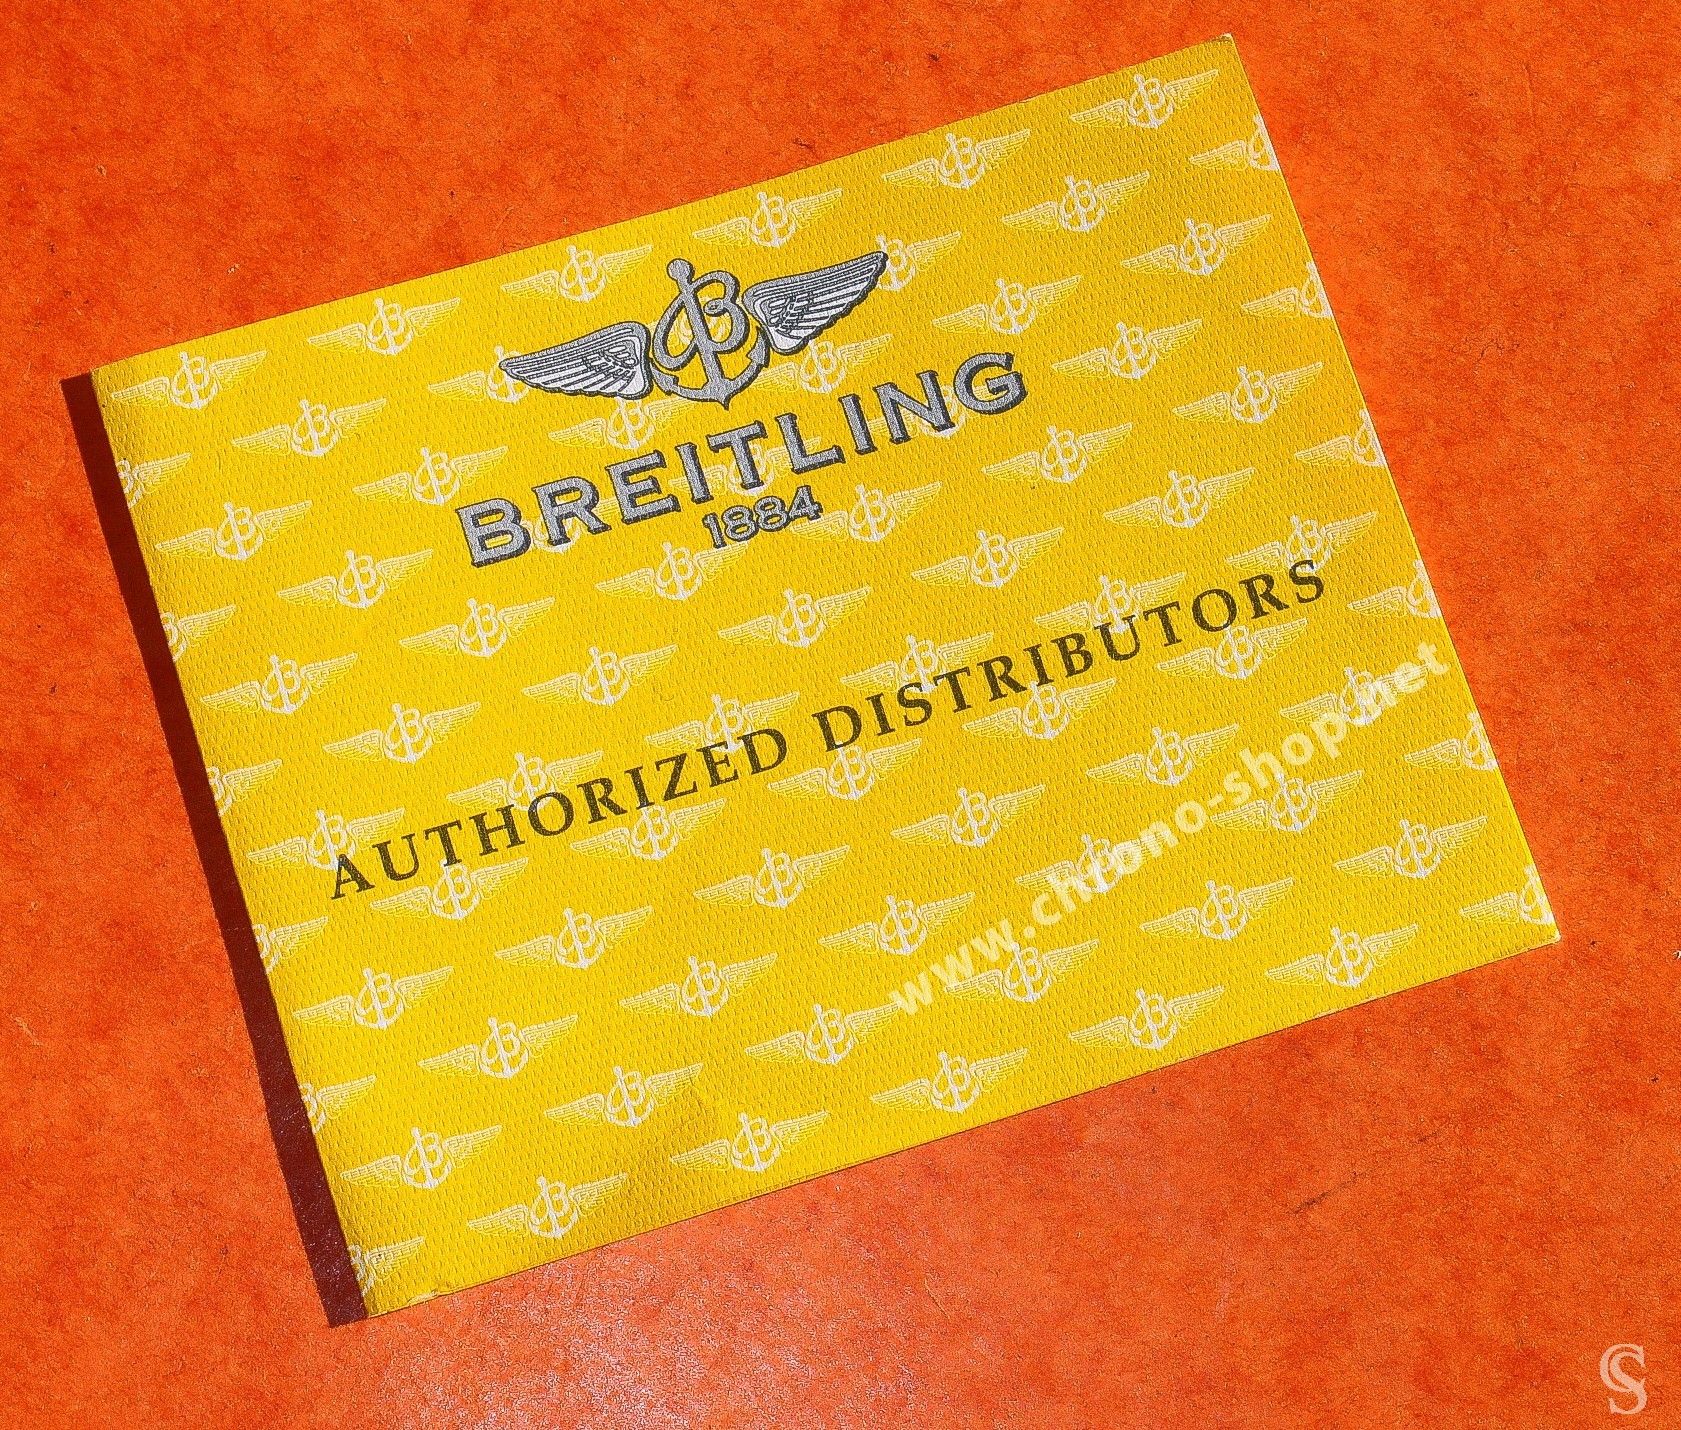 BREITLING
1884
AUTHORIZED DISTRIBUTORS
www.chrono-shop.net